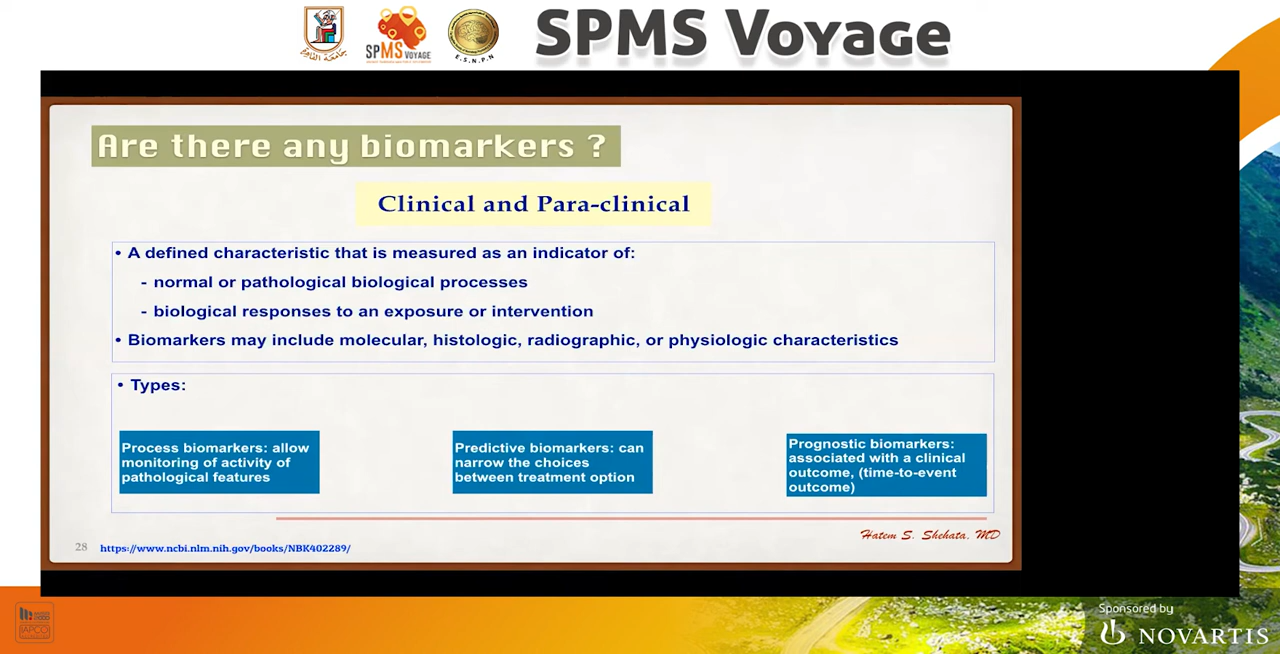 SPMS VOYAGE
E.S.N.P.N
SPMS Voyage
Are there any biomarkers ?
Clinical and Para-clinical
• A defined characteristic that is measured as an indicator of:
- normal or pathological biological processes
- biological responses to an exposure or intervention
• Biomarkers may include molecular, histologic, radiographic, or physiologic characteristics
• Types:
Process biomarkers: allow
monitoring of activity of
pathological features
Predictive biomarkers: can
narrow the choices
between treatment option
Prognostic biomarkers:
associated with a clinical
outcome, (time-to-event
outcome)
Hatem S. Shehata, MD
28 https://www.ncbi.nlm.nih.gov/books/NBK402289/
IAPCO
Sponsored by
NOVARTIS